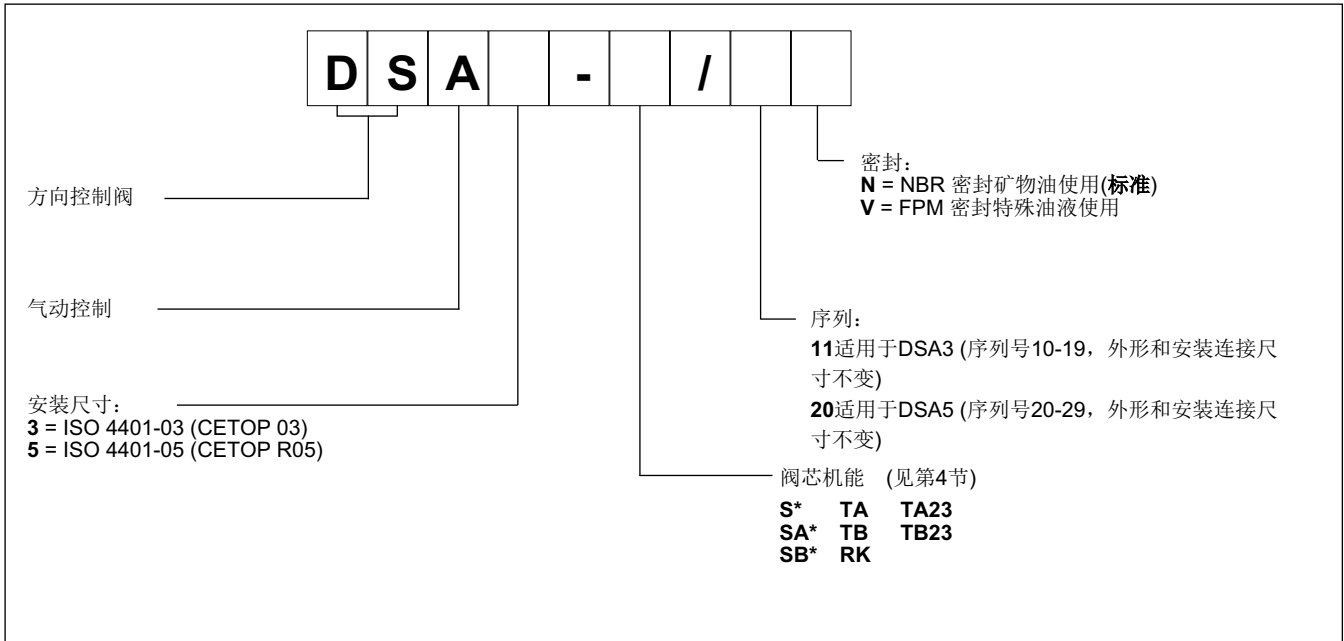 D S A - /
密封：
N = NBR 密封矿物油使用(标准)
V = FPM 密封特殊油液使用
方向控制阀
气动控制
序列：
11适用于DSA3 (序列号10-19，外形和安装连接尺
寸不变)
20适用于DSA5 (序列号20-29，外形和安装连接尺
寸不变)
安装尺寸：
3 = ISO 4401-03 (CETOP 03)
5 = ISO 4401-05 (CETOP R05)
阀芯机能 (见第4节)
S* TA TA23
SA* TB TB23
SB* RK